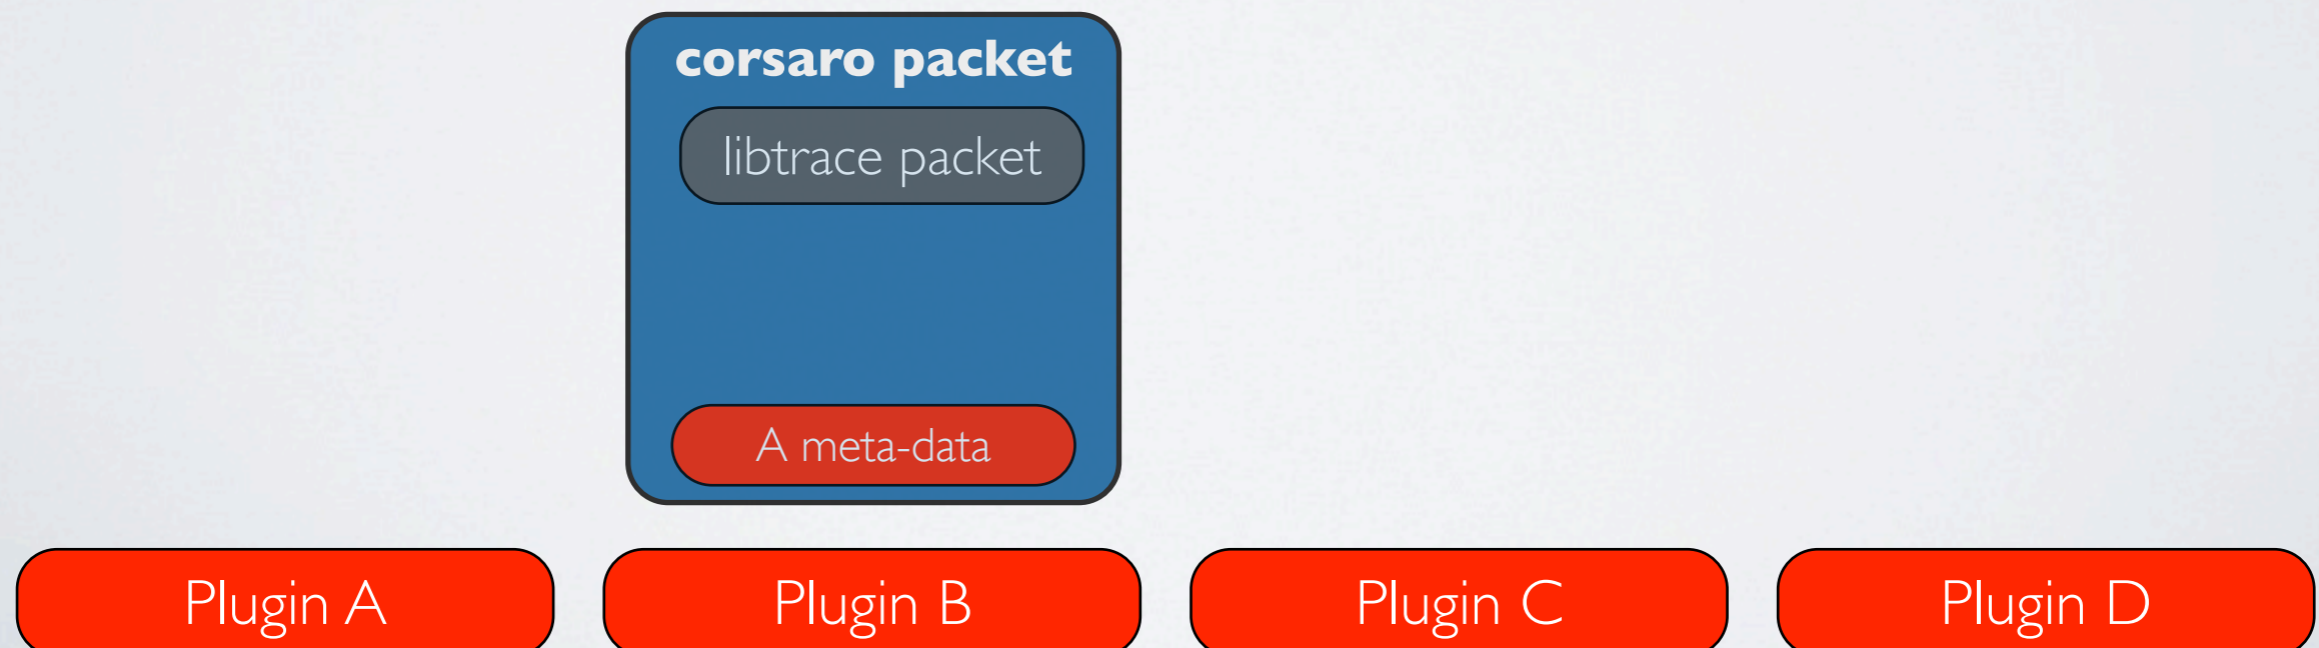 corsaro packet
libtrace packet
A meta-data
Plugin A
Plugin B
Plugin C
Plugin D